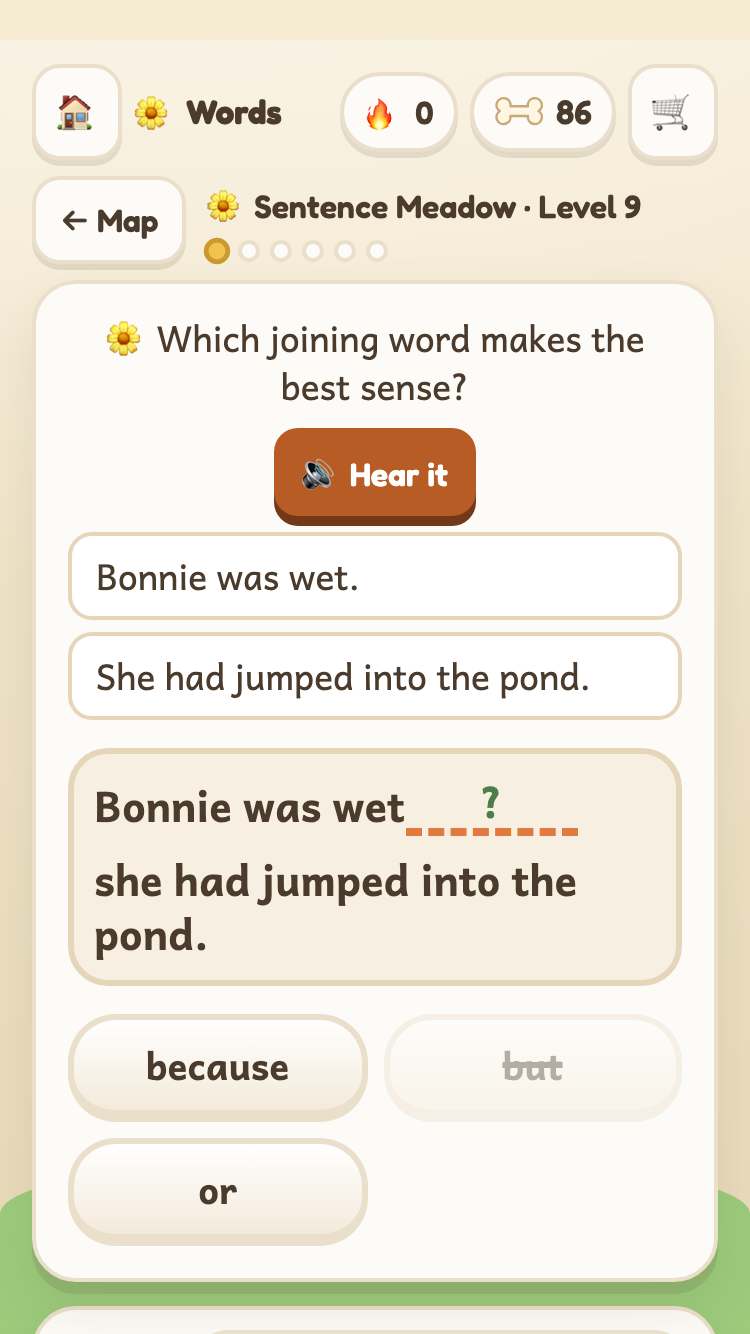 Words
0
86
← Map
Sentence Meadow · Level 9
Which joining word makes the
best sense?
Hear it
Bonnie was wet.
She had jumped into the pond.
Bonnie was wet ?
she had jumped into the
pond.
because
but
or